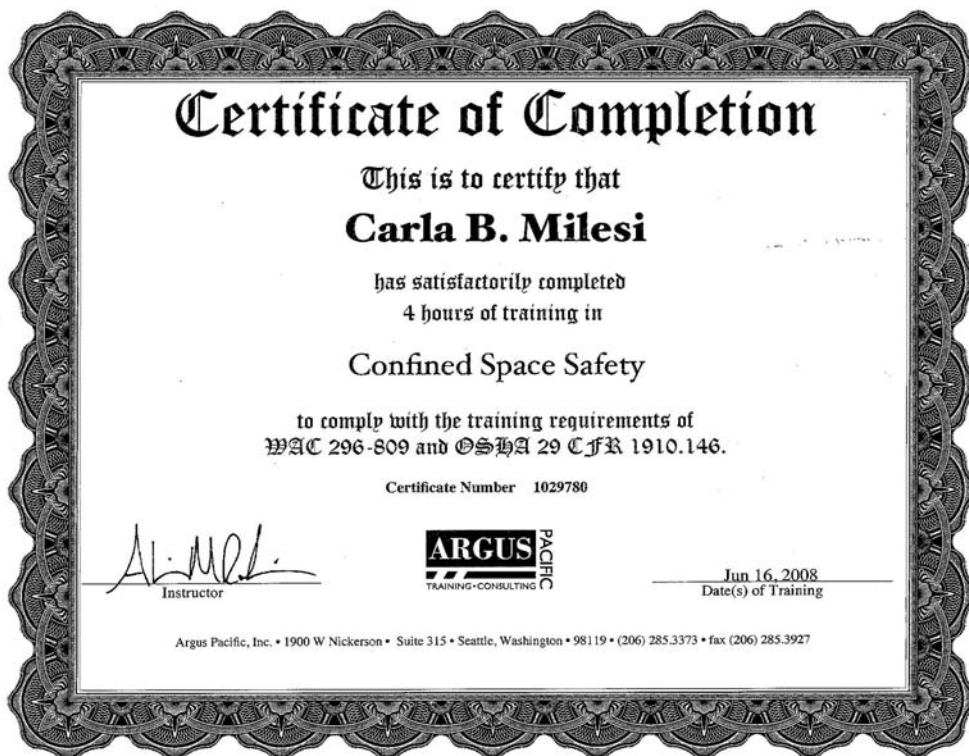 Certificate of Completion
This is to certify that
Carla B. Milesi
has satisfactorily completed
4 hours of training in
Confined Space Safety
to comply with the training requirements of
WAC 296-809 and OSHA 29 CFR 1910.146.
Certificate Number 1029780
ARGUS
PACIFIC
TRAINING•CONSULTING
Instructor
Jun 16, 2008
Date(s) of Training
Argus Pacific, Inc. • 1900 W Nickerson • Suite 315 • Seattle, Washington • 98119 • (206) 285.3373 • fax (206) 285.3927